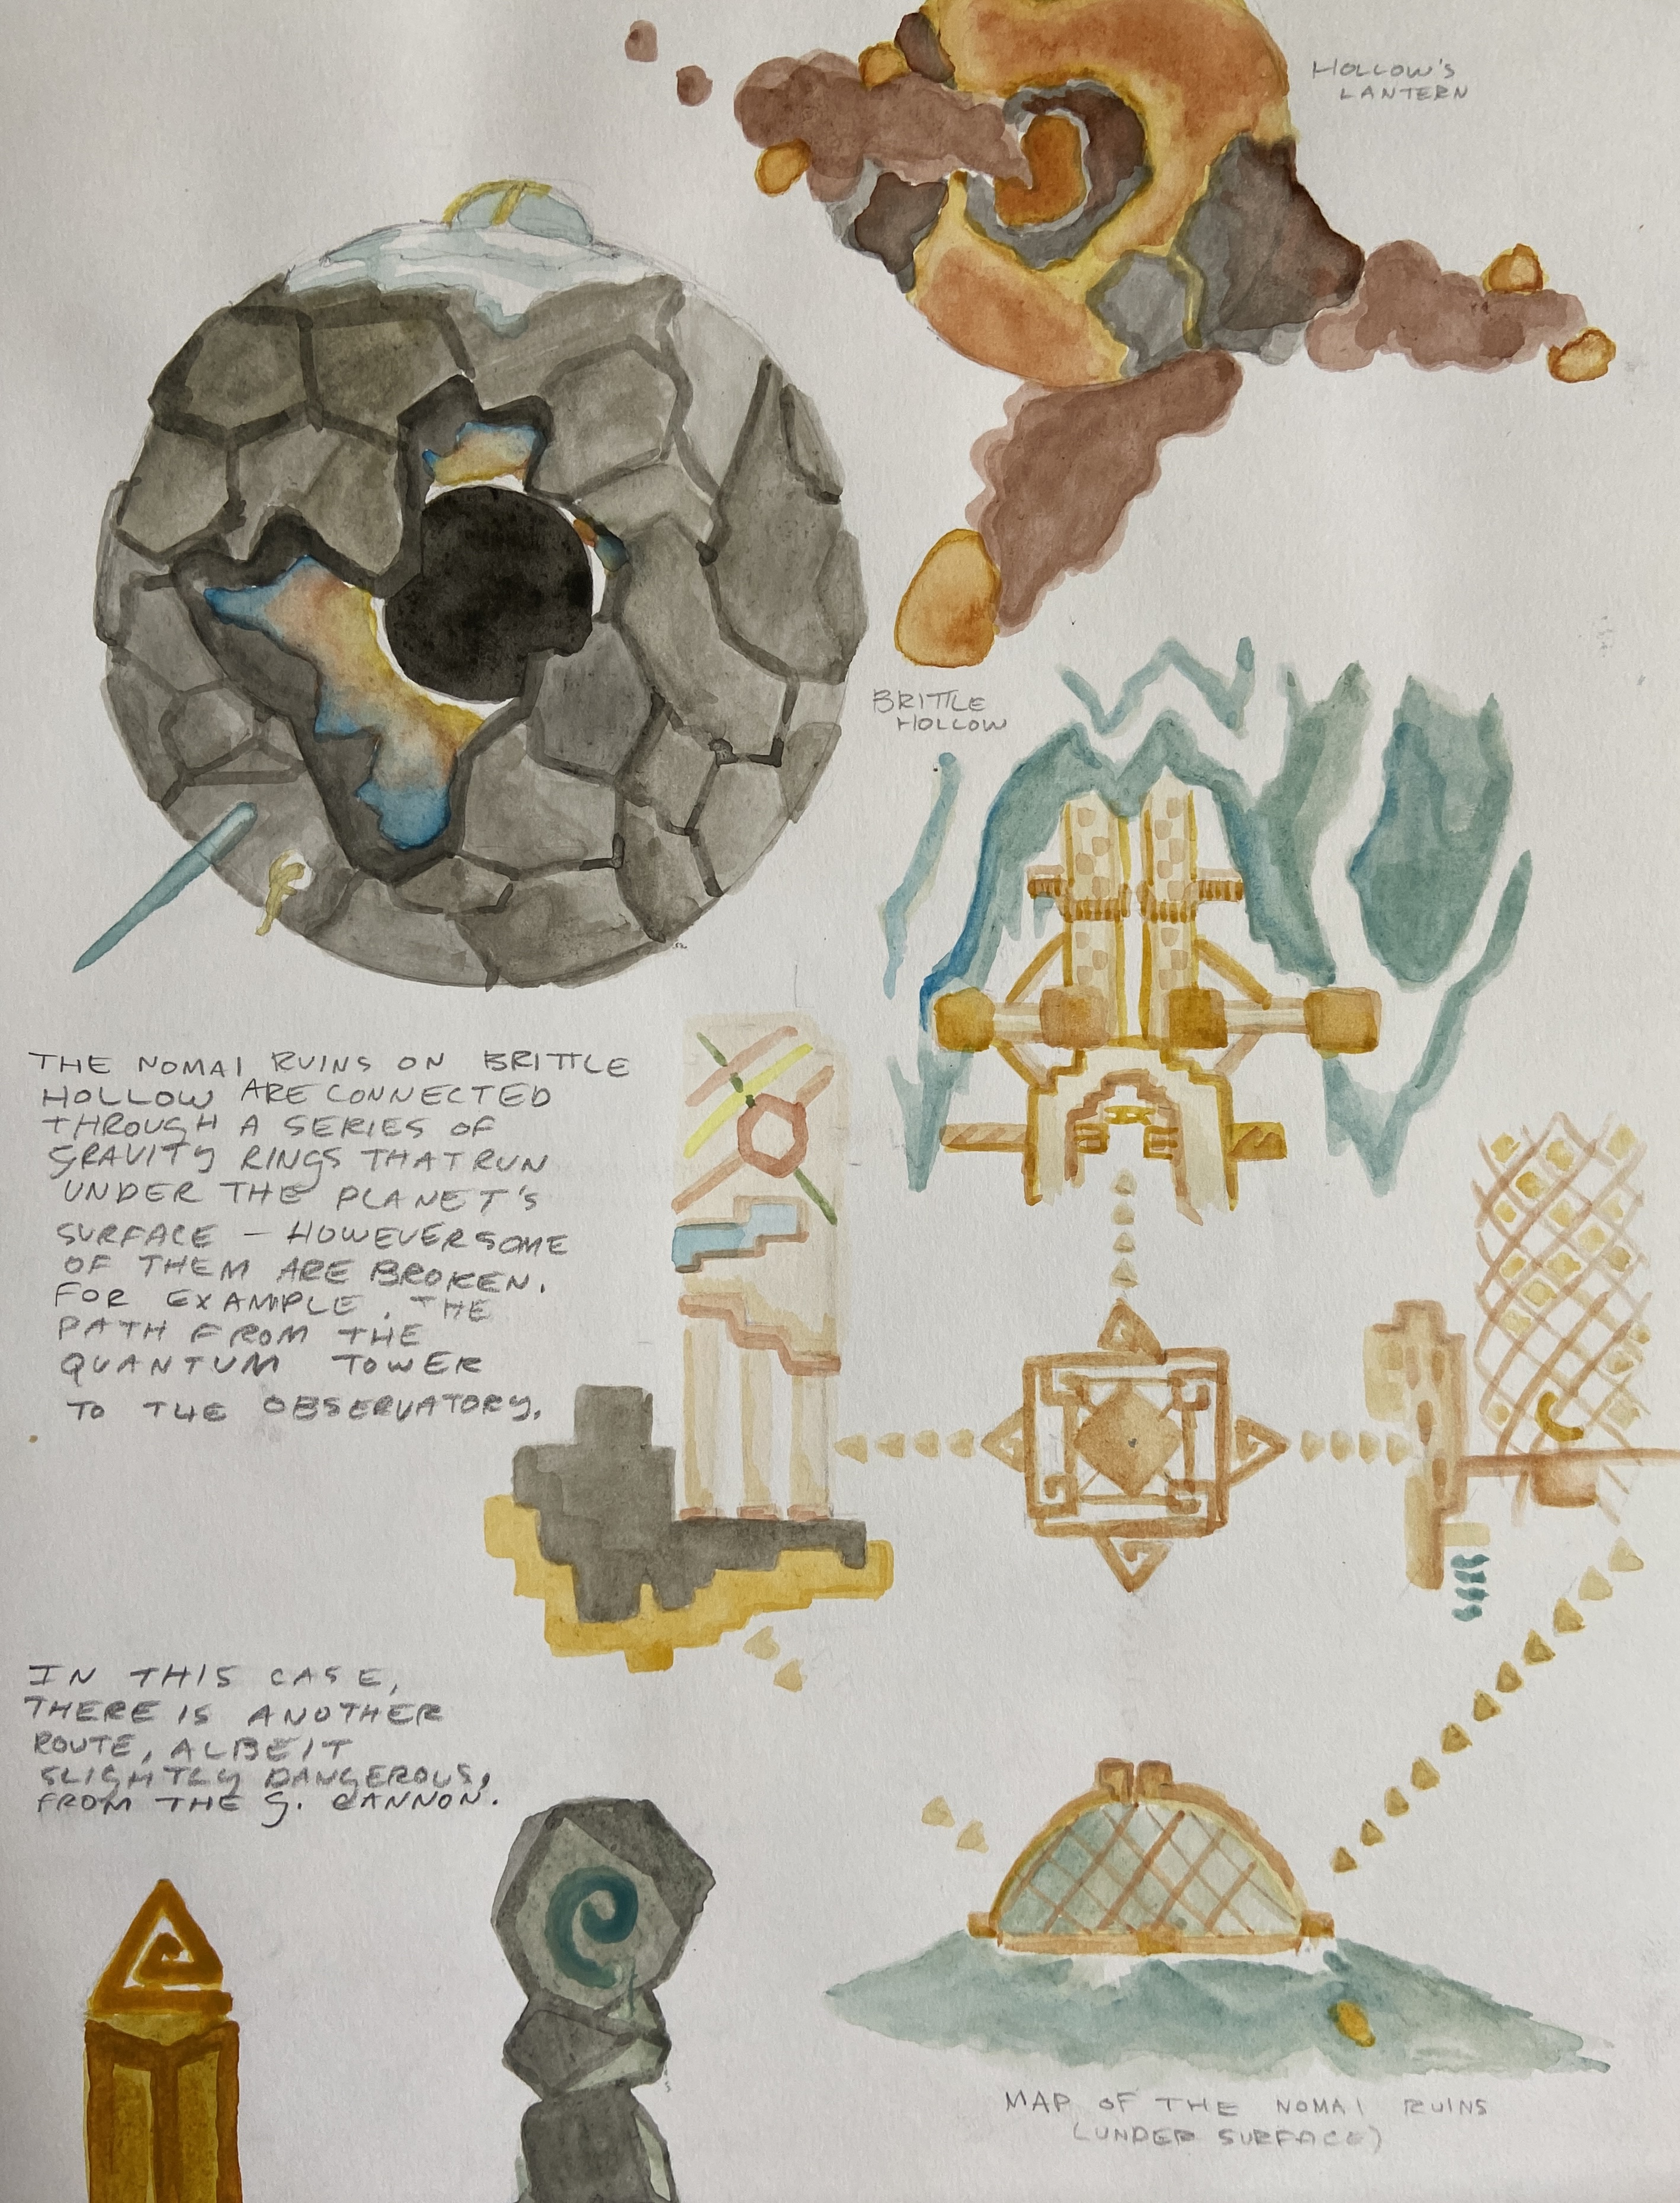 HOLLOW'S
LANTERN
BRITTLE
HOLLOW
THE NOMAI RUINS ON BRITTLE
HOLLOW ARE CONNECTED
THROUGH A SERIES OF
GRAVITY RINGS THAT RUN
UNDER THE PLANET'S
SURFACE – HOWEVER SOME
OF THEM ARE BROKEN.
FOR EXAMPLE, THE
PATH FROM THE
QUANTUM TOWER
TO THE OBSERVATORY.
IN THIS CASE,
THERE IS ANOTHER
ROUTE, ALBEIT
SLIGHTLY DANGEROUS,
FROM THE G. CANNON.
MAP OF THE NOMAI RUINS
(UNDER SURFACE)